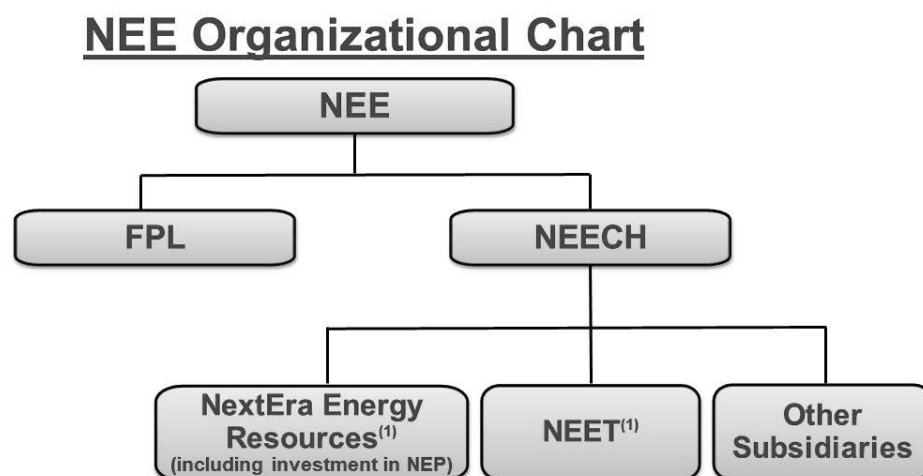 NEE Organizational Chart
NEE
FPL
NEECH
NextEra Energy
Resources(1)
(including investment in NEP)
NEET(1)
Other
Subsidiaries